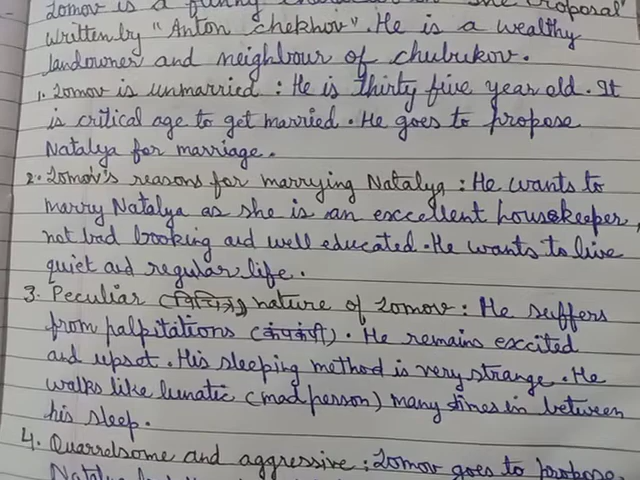 Lomov is a funny character in the Proposal
written by "Anton Chekhov". He is a wealthy
landowner and neighbour of chubukov.
1. Lomov is unmarried : He is thirty five year old. It
is critical age to get married. He goes to propose
Natalya for marriage.
2. Lomov's reasons for marrying Natalya : He wants to
marry Natalya as she is an excellent housekeeper,
not bad looking and well educated. He wants to live
quiet and regular life.
3. Peculiar (विचित्र) nature of Lomov : He suffers
from palpitations (कंपकंपी). He remains excited
and upset. His sleeping method is very strange. He
walks like lunatic (mad person) many times in between
his sleep.
4. Quarrelsome and aggressive : Lomov goes to propose
Natalya